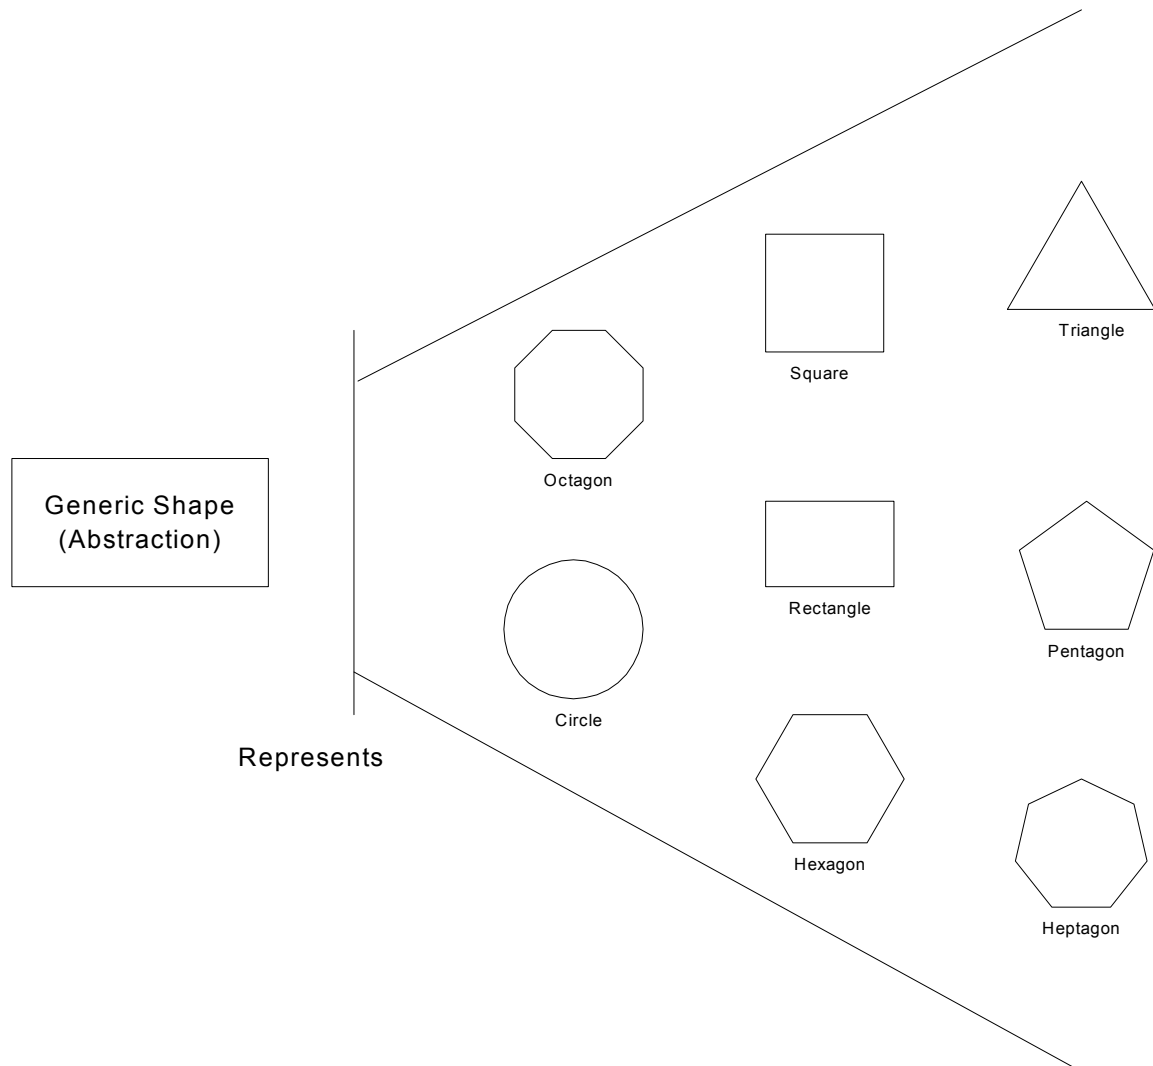 Generic Shape
(Abstraction)
Represents
Octagon
Circle
Square
Rectangle
Hexagon
Triangle
Pentagon
Heptagon